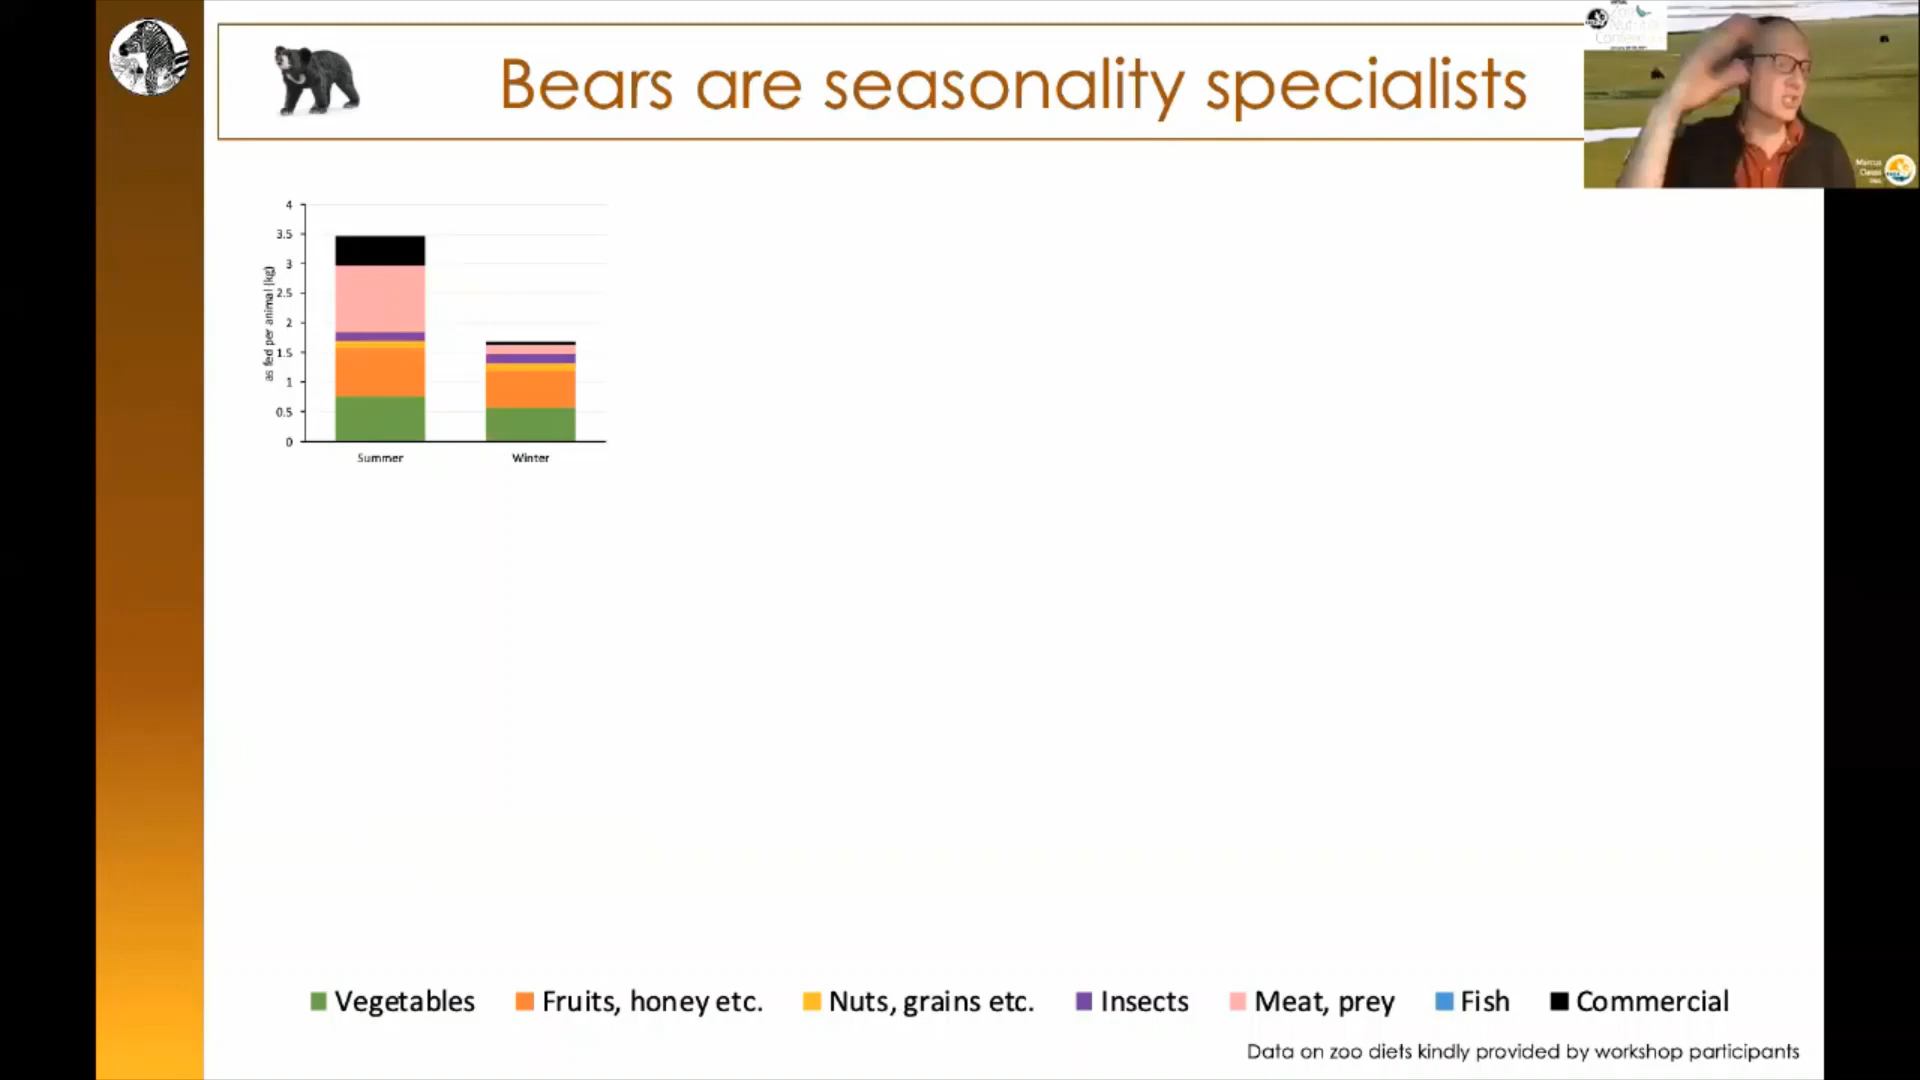 Bears are seasonality specialists
Marcus
Clauss
as fed per animal (kg)
4
3.5
3
2.5
2
1.5
1
0.5
0
Summer
Winter
Vegetables
Fruits, honey etc.
Nuts, grains etc.
Insects
Meat, prey
Fish
Commercial
Data on zoo diets kindly provided by workshop participants